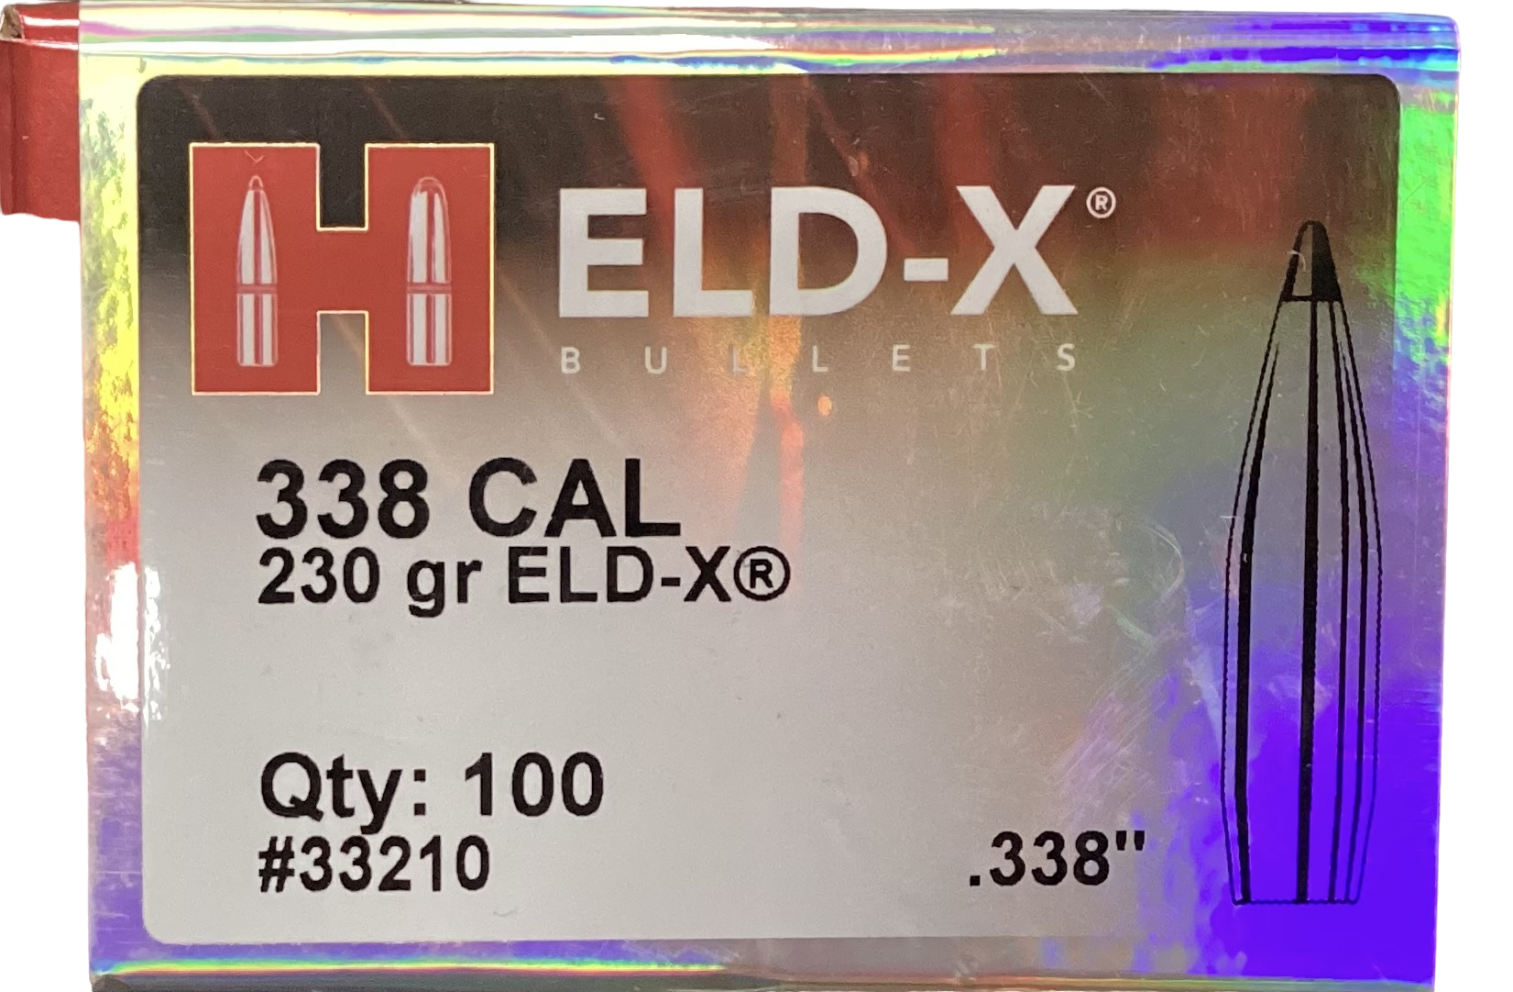 H
ELD-X®
BULLETS
338 CAL
230 gr ELD-X®
Qty: 100
#33210
.338"